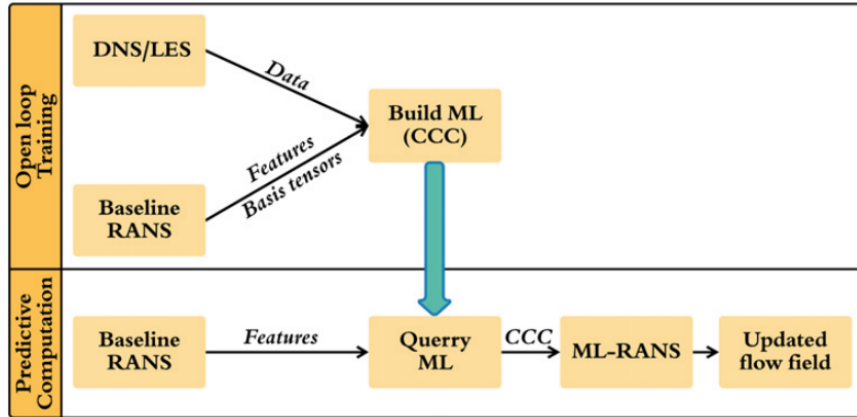 Open loop
Training
DNS/LES
Data
Build ML
(CCC)
Features
Basis tensors
Baseline
RANS
Predictive
Computation
Baseline
RANS
Features
Querry
ML
CCC
ML-RANS
Updated
flow field